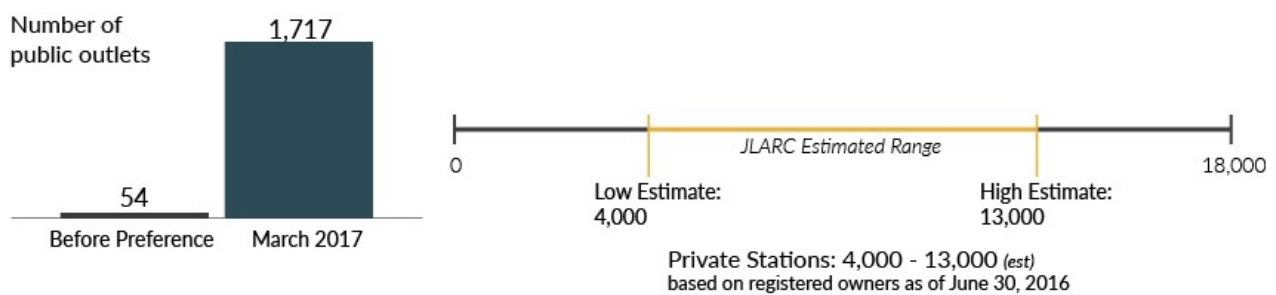 Number of
public outlets
1,717
54
Before Preference
March 2017
JLARC Estimated Range
0
18,000
Low Estimate:
4,000
High Estimate:
13,000
Private Stations: 4,000 - 13,000 (est)
based on registered owners as of June 30, 2016